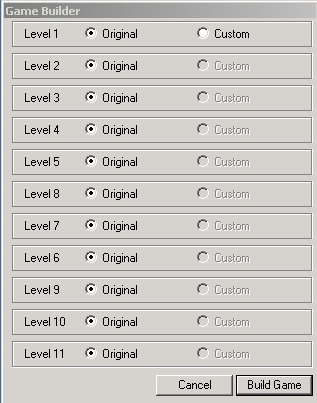 Game Builder
Level 1 Original Custom
Level 2 Original Custom
Level 3 Original Custom
Level 4 Original Custom
Level 5 Original Custom
Level 8 Original Custom
Level 7 Original Custom
Level 6 Original Custom
Level 9 Original Custom
Level 10 Original Custom
Level 11 Original Custom
Cancel Build Game